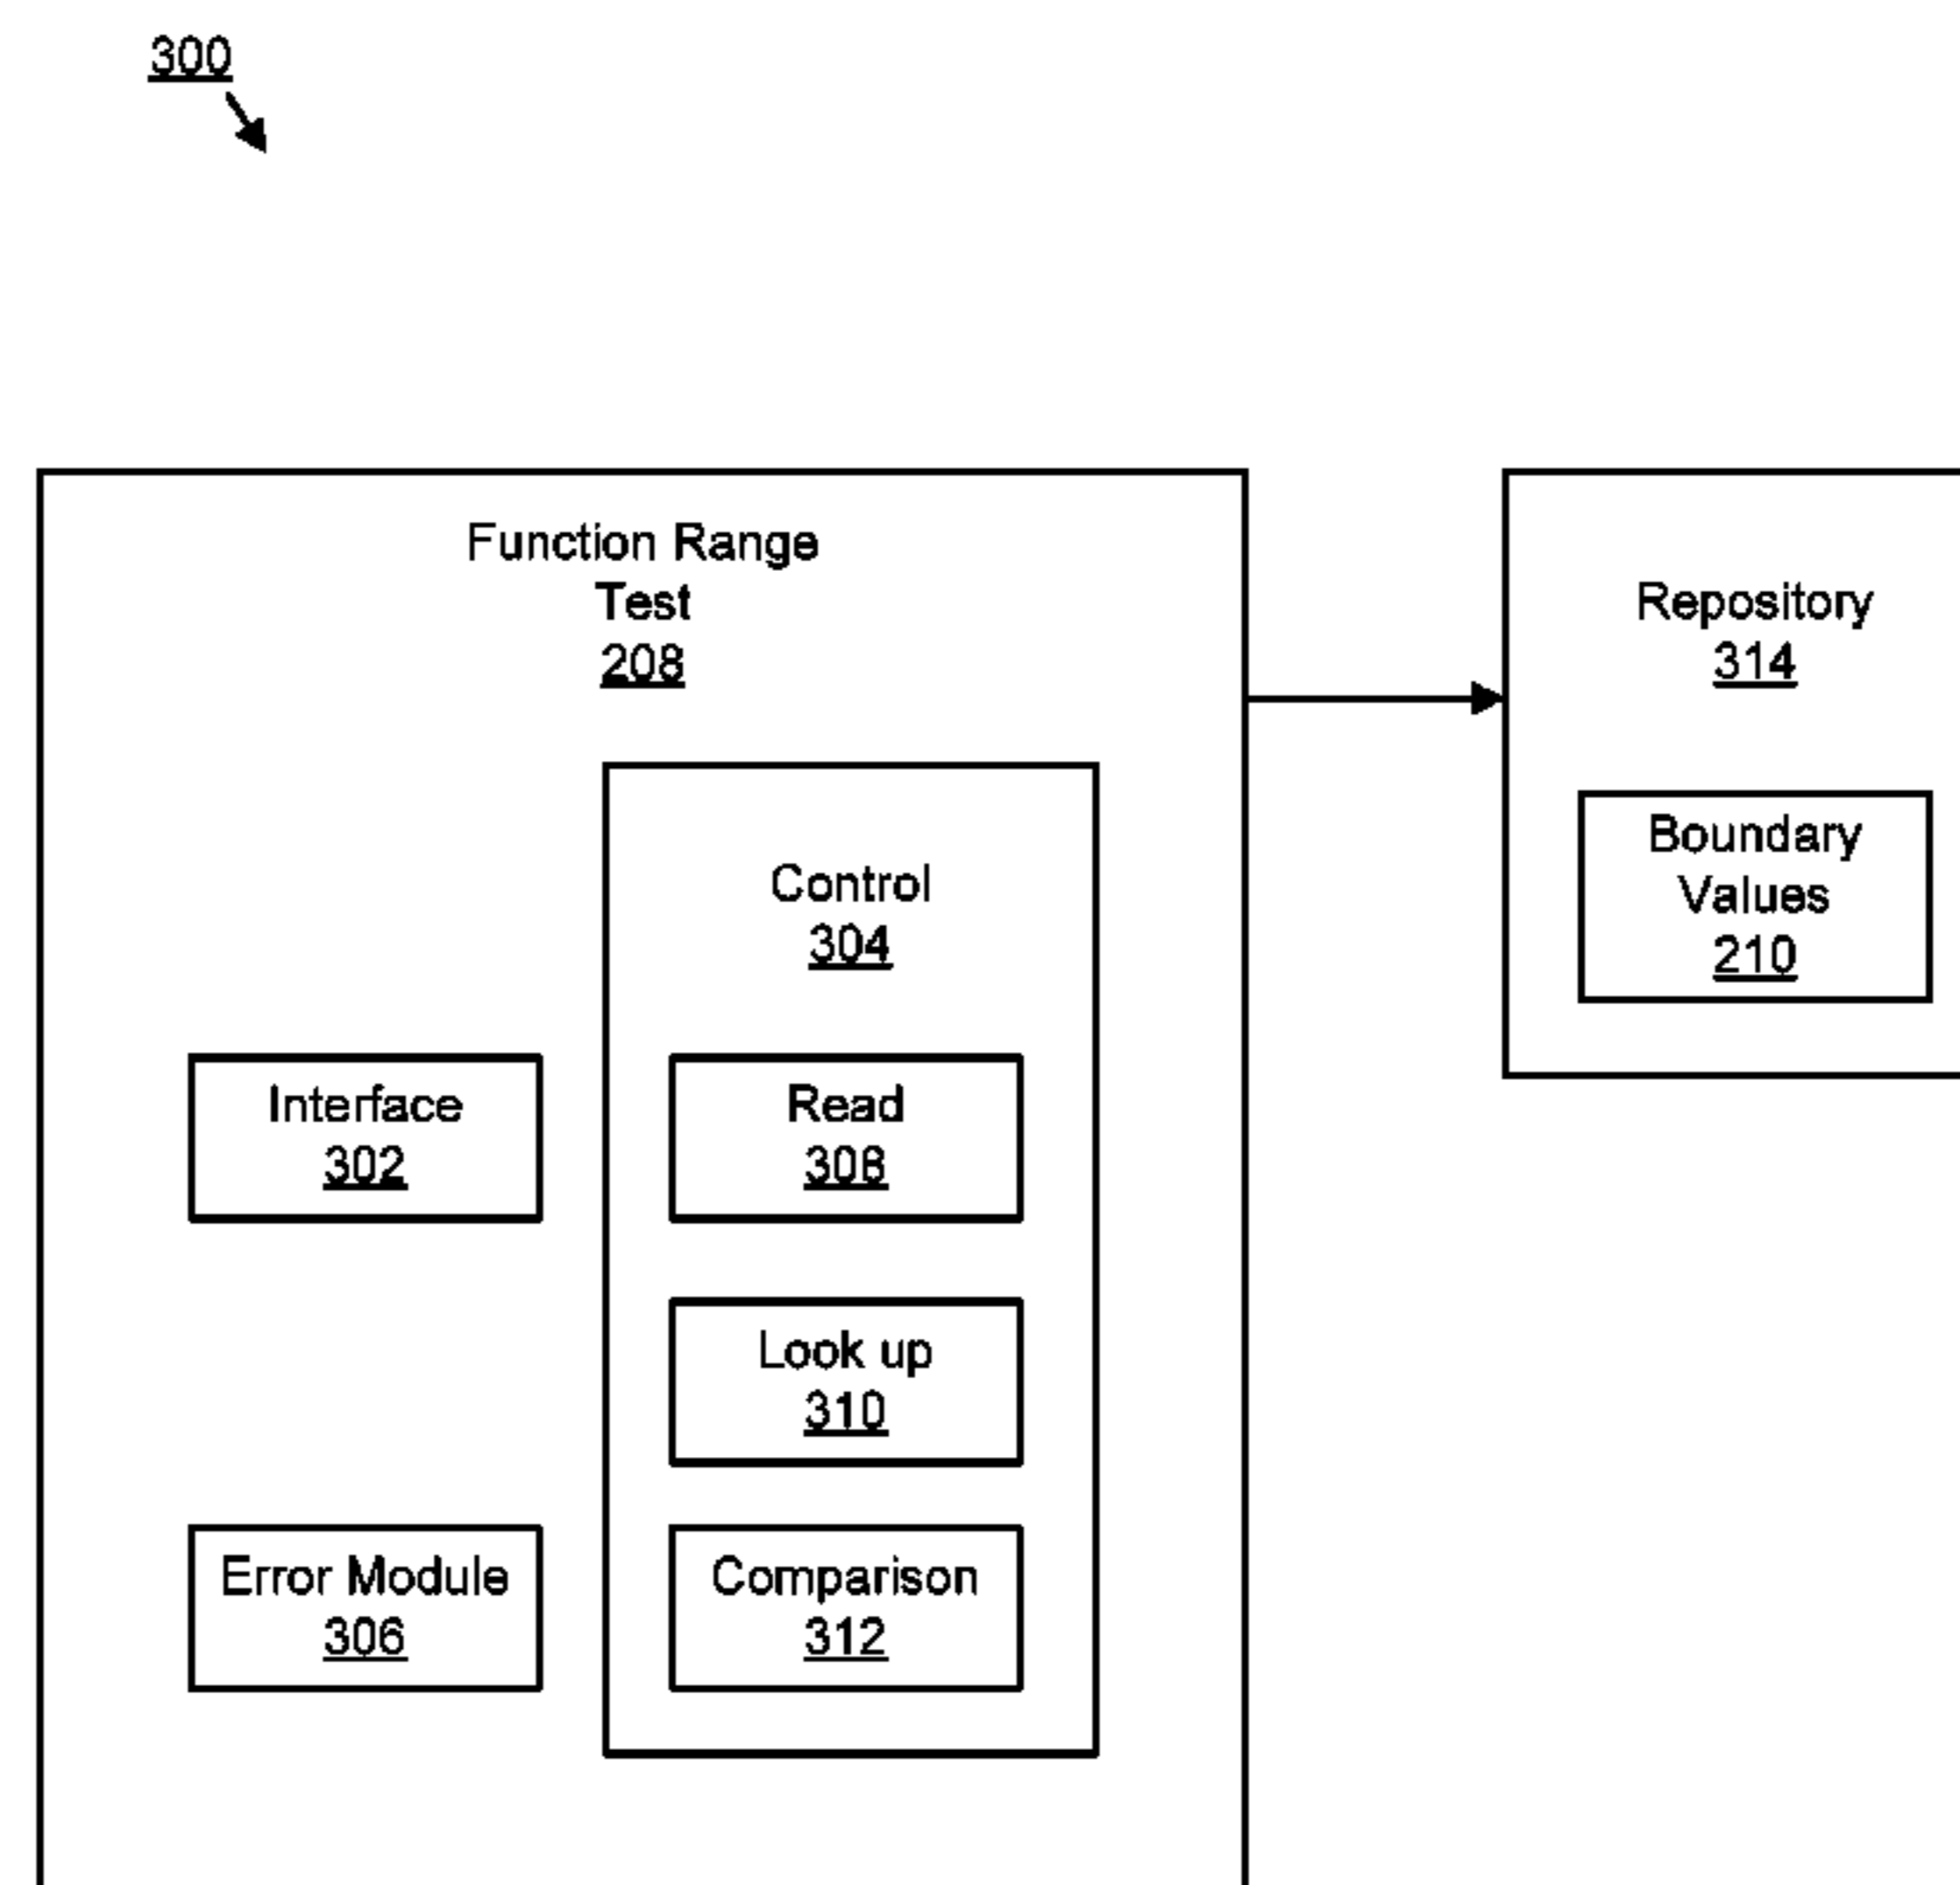 300
Function Range
Test
208
Repository
314
Boundary
Values
210
Control
304
Interface
302
Read
308
Look up
310
Error Module
306
Comparison
312